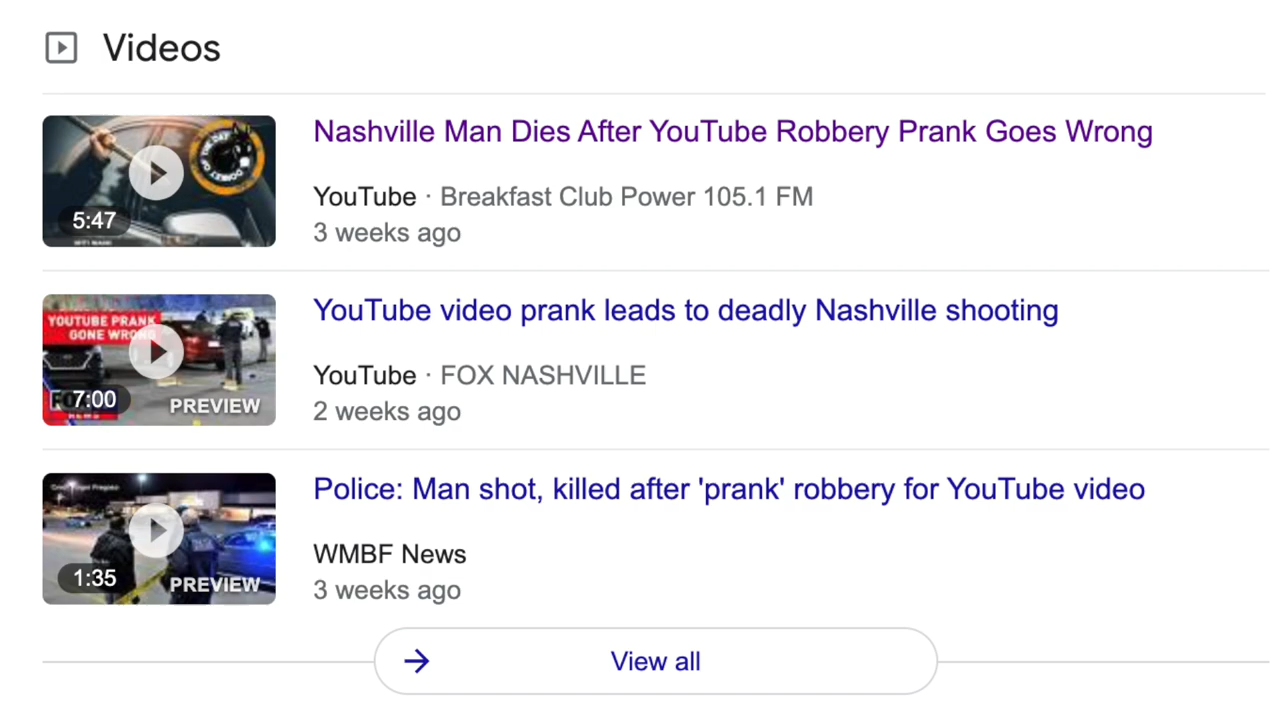 Videos
Nashville Man Dies After YouTube Robbery Prank Goes Wrong
YouTube · Breakfast Club Power 105.1 FM
3 weeks ago
5:47
YouTube video prank leads to deadly Nashville shooting
YOUTUBE PRANK
GONE WRONG
YouTube · FOX NASHVILLE
2 weeks ago
7:00
PREVIEW
Police: Man shot, killed after 'prank' robbery for YouTube video
WMBF News
3 weeks ago
1:35
PREVIEW
View all